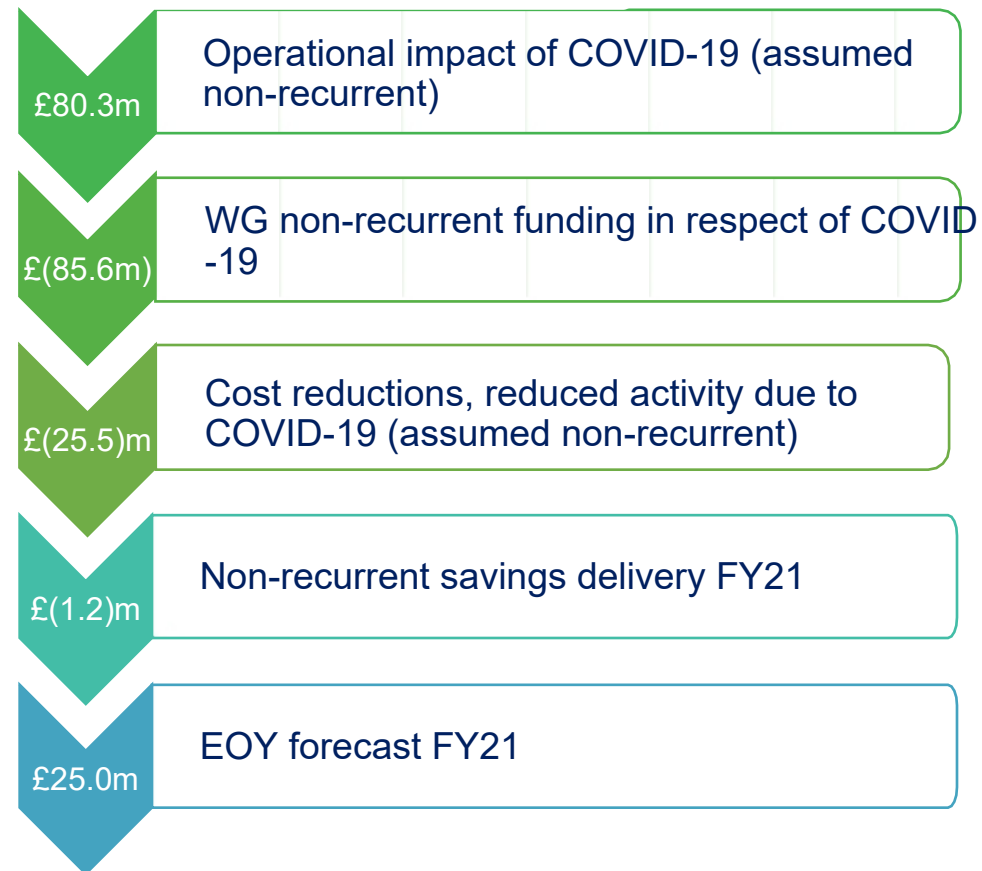 £80.3m
Operational impact of COVID-19 (assumed
non-recurrent)
£(85.6m)
WG non-recurrent funding in respect of COVID
-19
£(25.5)m
Cost reductions, reduced activity due to
COVID-19 (assumed non-recurrent)
£(1.2)m
Non-recurrent savings delivery FY21
£25.0m
EOY forecast FY21